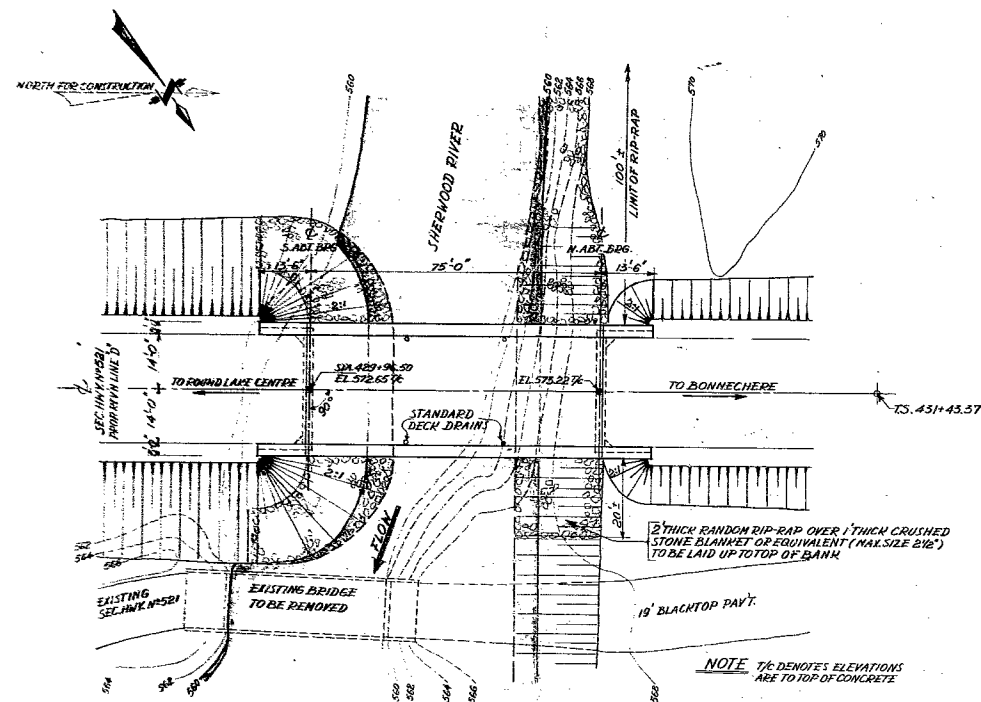 NORTH FOR CONSTRUCTION
560
SHERWOOD RIVER
560
562
564
566
568
100'±
LIMIT OF RIP-RAP
570
570
S. ABT. BRG.
N. ABT. BRG.
13'-6"
75'-0"
13'-6"
2:1
2:1
SEC. HWY. Nº 521
14'-0" 14'-0"
TO ROUND LAKE CENTRE
STA. 429+96.50
EL. 572.65 T/C
EL. 573.22 T/C
TO BONNECHERE
T.S. 431+43.37
90°
STANDARD
DECK DRAINS
2:1
2:1
20'±
FLOW
2' THICK RANDOM RIP-RAP OVER 1' THICK CRUSHED
STONE BLANKET OR EQUIVALENT (MAX. SIZE 2½")
TO BE LAID UP TO TOP OF BANK
562
564
566
EXISTING
SEC. HWY. Nº 521
EXISTING BRIDGE
TO BE REMOVED
19' BLACKTOP PAV'T.
564
562
560
560
562
564
566
568
NOTE T/C DENOTES ELEVATIONS
ARE TO TOP OF CONCRETE